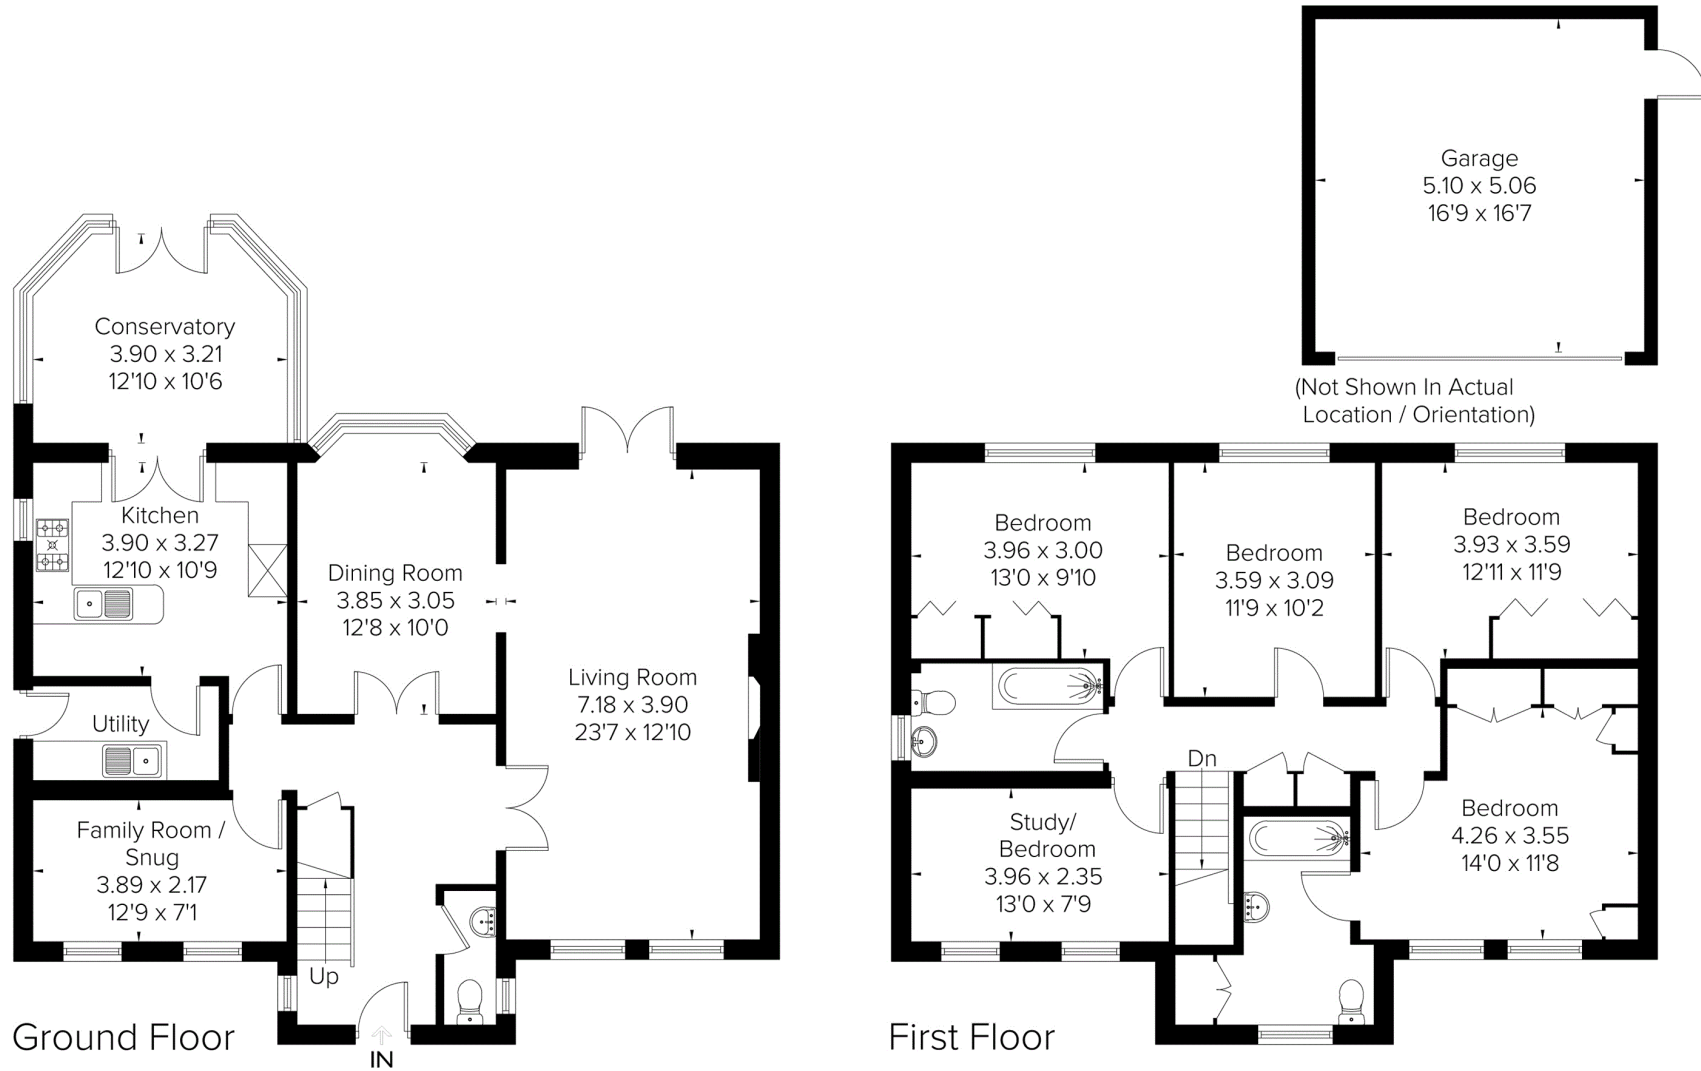 Garage
5.10 x 5.06
16'9 x 16'7
(Not Shown In Actual
Location / Orientation)
Conservatory
3.90 x 3.21
12'10 x 10'6
Kitchen
3.90 x 3.27
12'10 x 10'9
Dining Room
3.85 x 3.05
12'8 x 10'0
Living Room
7.18 x 3.90
23'7 x 12'10
Utility
Family Room /
Snug
3.89 x 2.17
12'9 x 7'1
Up
IN
Ground Floor
Bedroom
3.96 x 3.00
13'0 x 9'10
Bedroom
3.59 x 3.09
11'9 x 10'2
Bedroom
3.93 x 3.59
12'11 x 11'9
Dn
Study/
Bedroom
3.96 x 2.35
13'0 x 7'9
Bedroom
4.26 x 3.55
14'0 x 11'8
First Floor